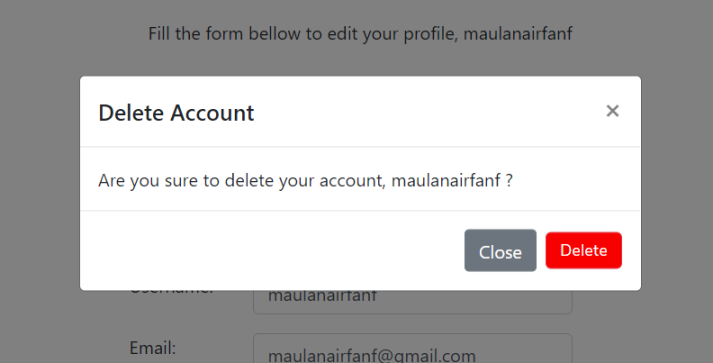 Fill the form bellow to edit your profile, maulanairfanf
Delete Account ×
Are you sure to delete your account, maulanairfanf ?
Close Delete
Username: maulanairfanf
Email: maulanairfanf@gmail.com